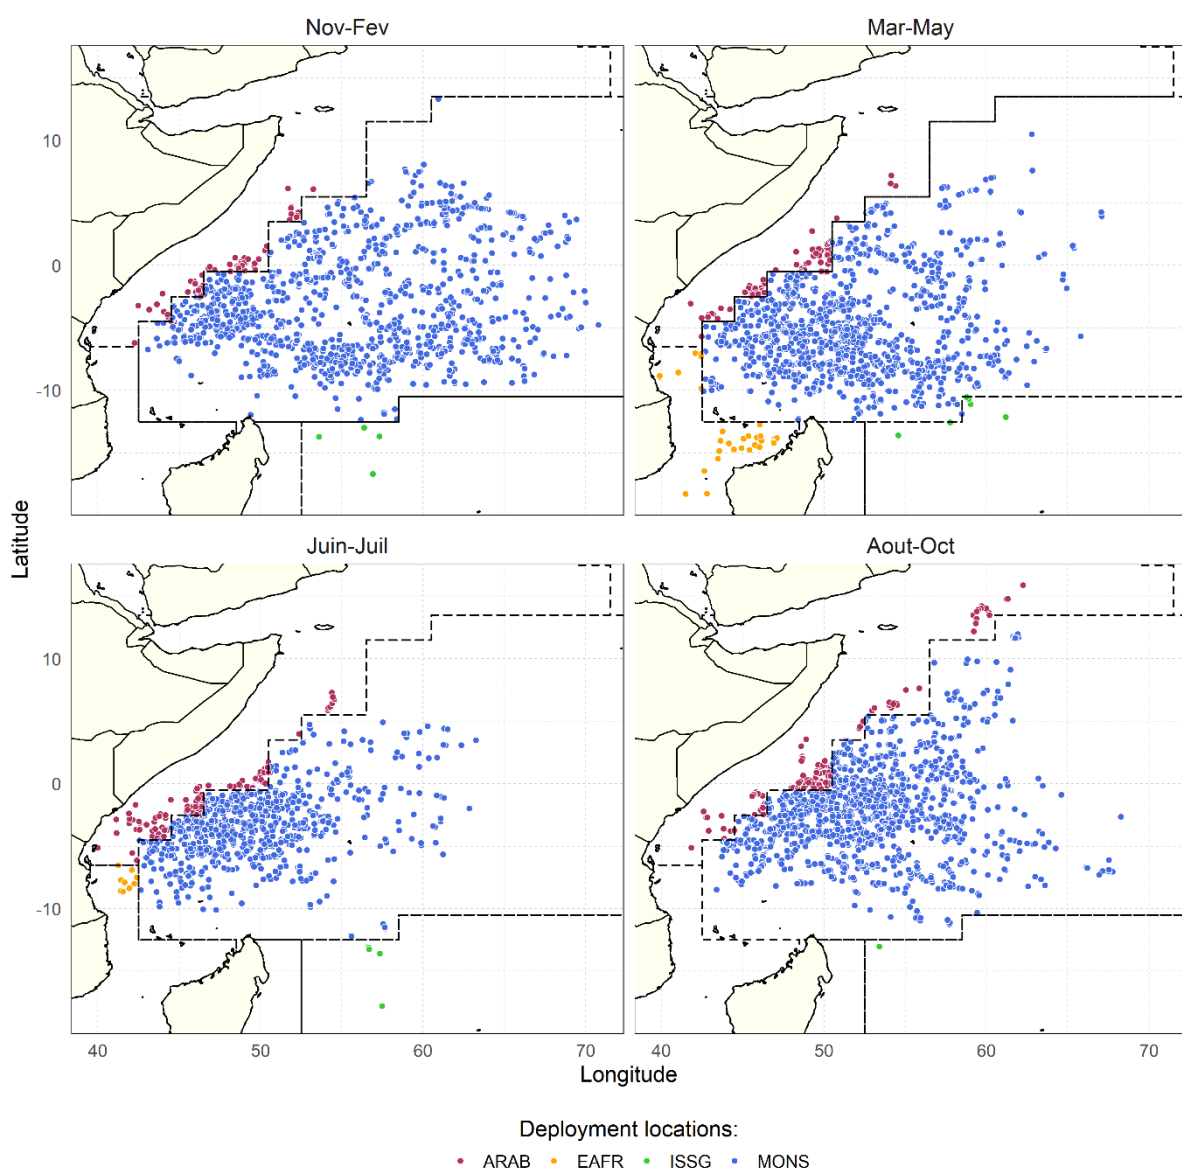 Nov-Fev
Mar-May
10
0
-10
Latitude
Juin-Juil
Aout-Oct
10
0
-10
40 50 60 70 40 50 60 70
Longitude
Deployment locations:
ARAB EAFR ISSG MONS